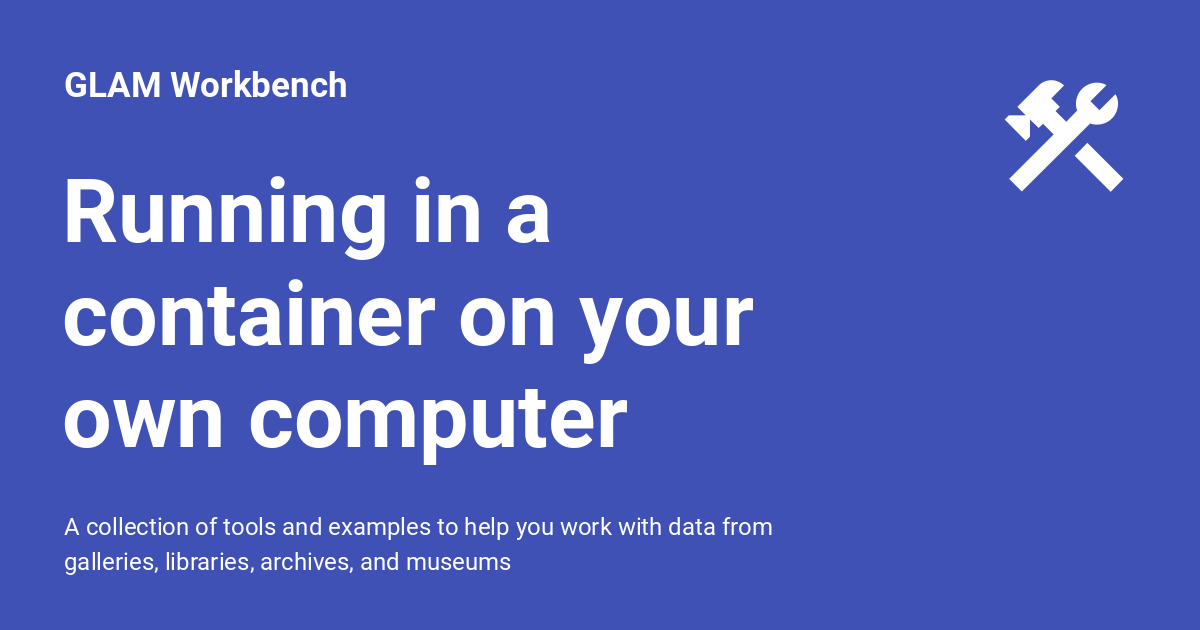 GLAM Workbench
Running in a
container on your
own computer
A collection of tools and examples to help you work with data from
galleries, libraries, archives, and museums